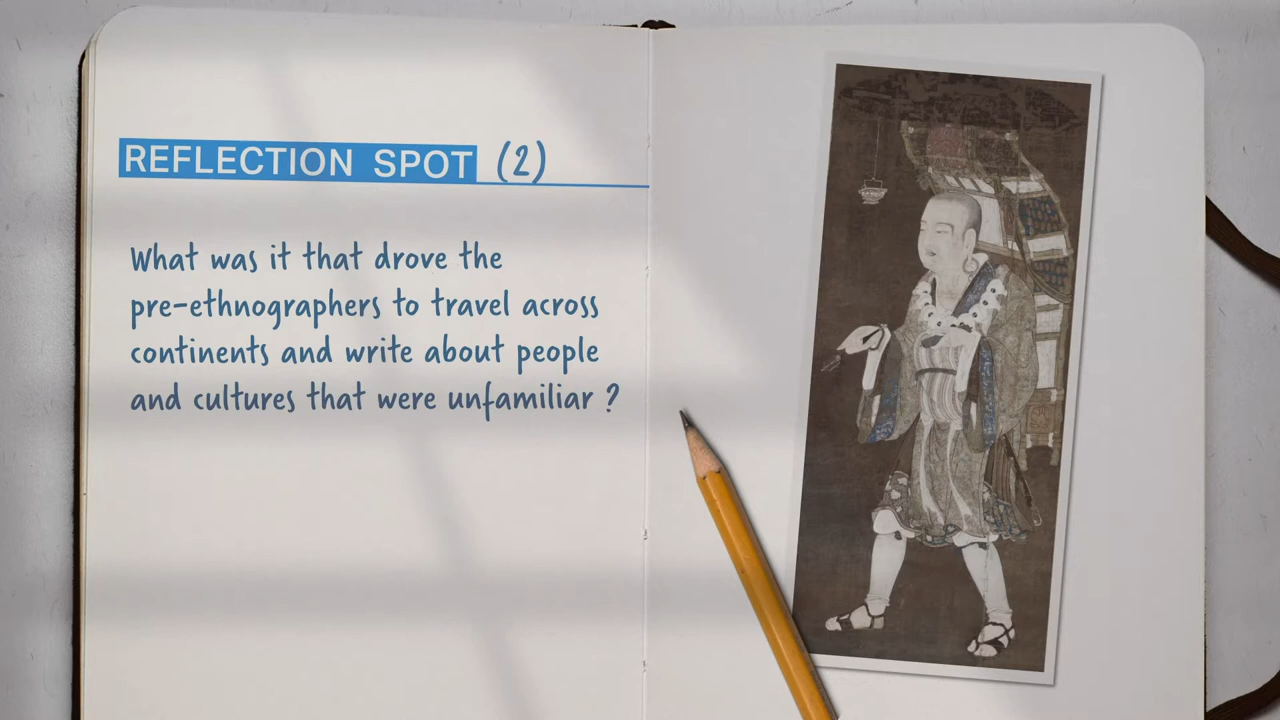 REFLECTION SPOT (2)
What was it that drove the
pre-ethnographers to travel across
continents and write about people
and cultures that were unfamiliar ?